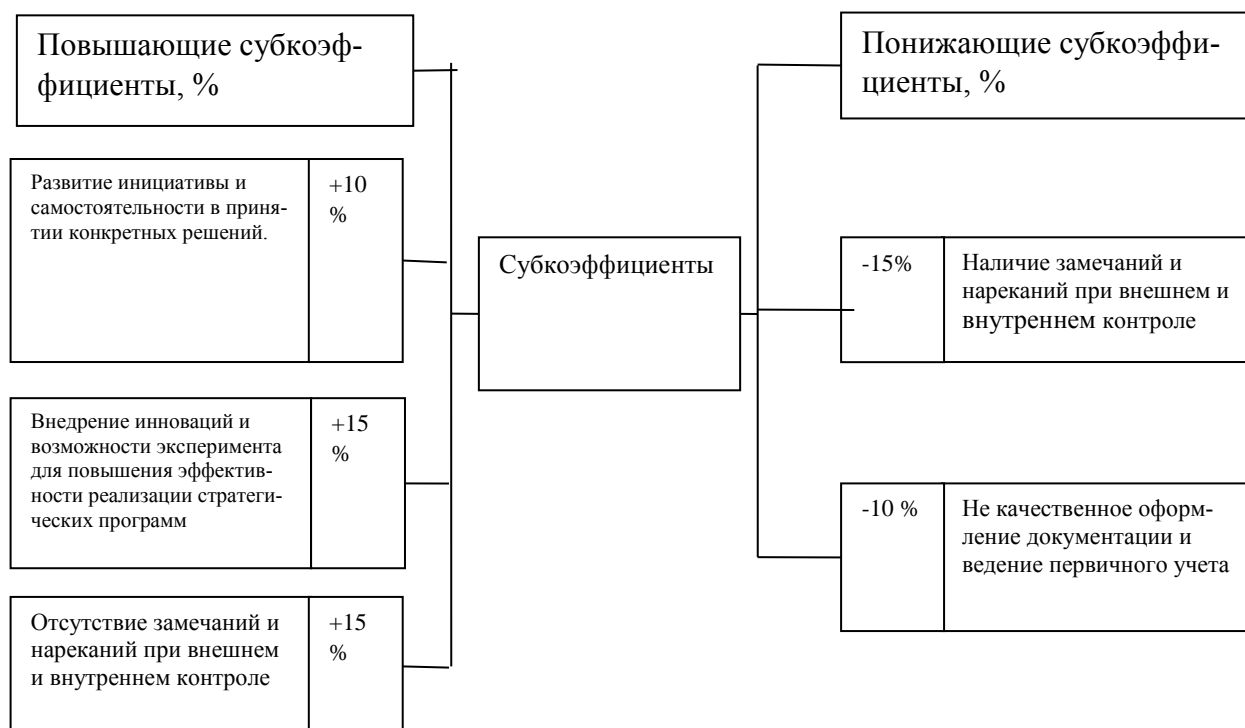 Повышающие субкоэф-
фициенты, %
Развитие инициативы и
самостоятельности в приня-
тии конкретных решений.
+10
%
Внедрение инноваций и
возможности эксперимента
для повышения эффектив-
ности реализации стратеги-
ческих программ
+15
%
Отсутствие замечаний и
нареканий при внешнем
и внутреннем контроле
+15
%
Субкоэффициенты
Понижающие субкоэффи-
циенты, %
-15%
Наличие замечаний и
нареканий при внешнем и
внутреннем контроле
-10 %
Не качественное оформ-
ление документации и
ведение первичного учета